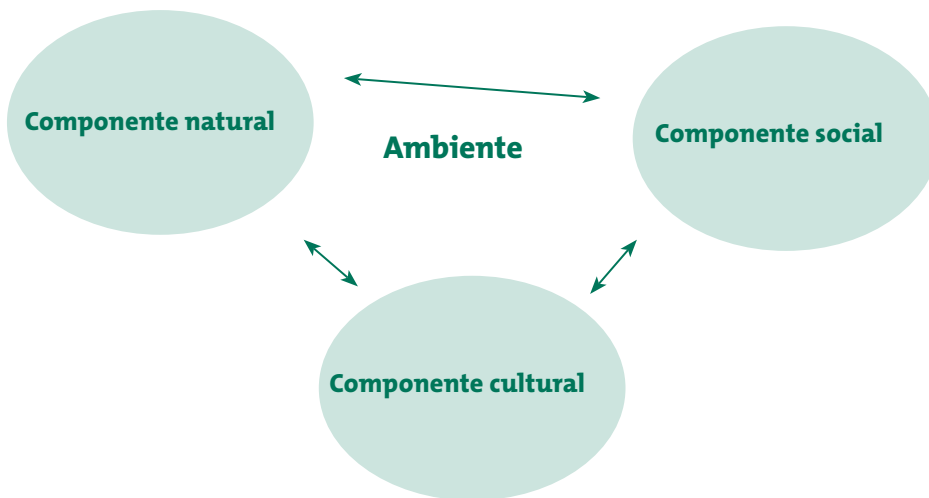 Componente natural
Ambiente
Componente social
Componente cultural